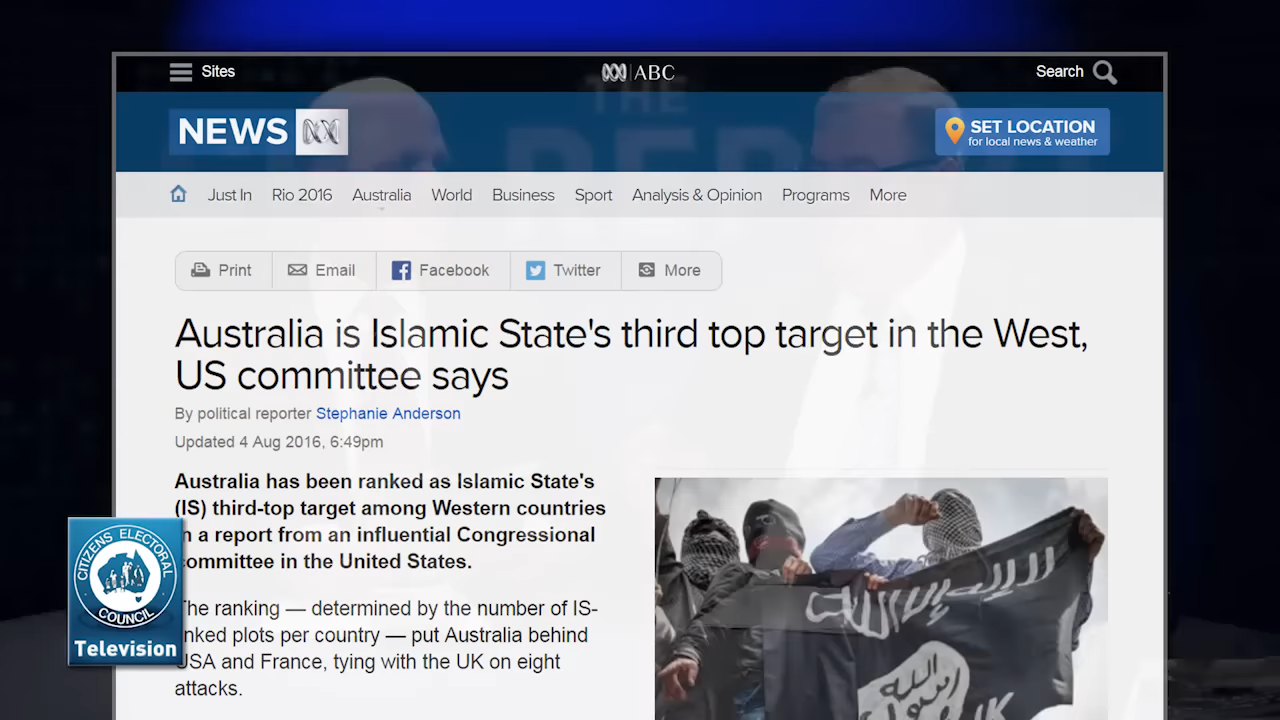 Sites
ABC
Search
NEWS
SET LOCATION
for local news & weather
Just In Rio 2016 Australia World Business Sport Analysis & Opinion Programs More
Print Email Facebook Twitter More
Australia is Islamic State's third top target in the West,
US committee says
By political reporter Stephanie Anderson
Updated 4 Aug 2016, 6:49pm
Australia has been ranked as Islamic State's
(IS) third-top target among Western countries
n a report from an influential Congressional
committee in the United States.
The ranking — determined by the number of IS-
nked plots per country — put Australia behind
USA and France, tying with the UK on eight
attacks.
CITIZENS ELECTORAL
COUNCIL
Television
THE